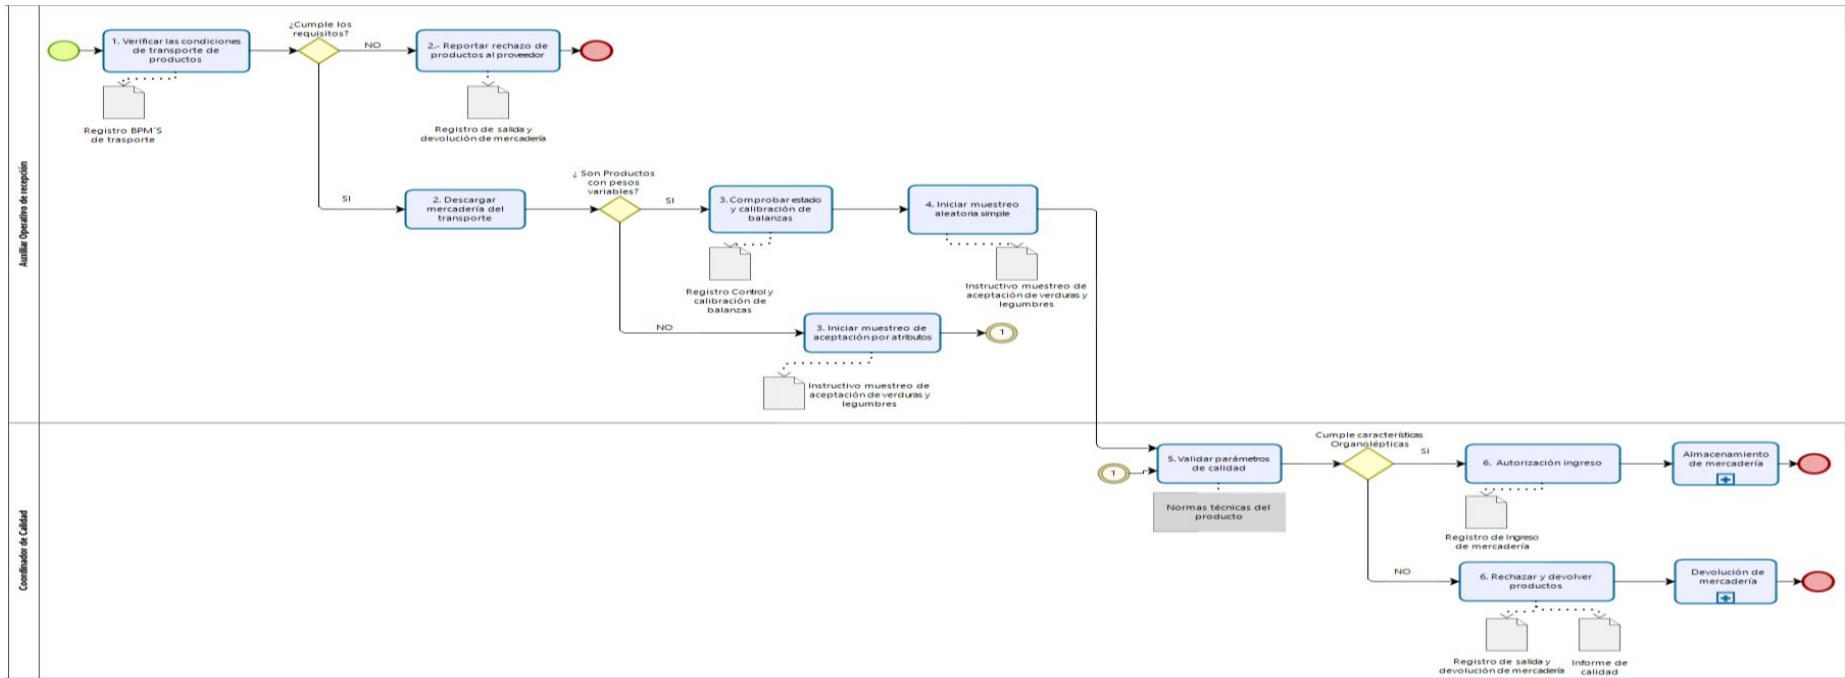 Auxiliar Operativo de recepción
1. Verificar las condiciones
de transporte de
productos
Registro BPM´S
de trasporte
¿Cumple los
requisitos?
NO
2.- Reportar rechazo de
productos al proveedor
Registro de salida y
devolución de mercadería
SI
2. Descargar
mercadería del
transporte
¿ Son Productos
con pesos
variables?
SI
3. Comprobar estado
y calibración de
balanzas
Registro Control y
calibración de
balanzas
4. Iniciar muestreo
aleatoria simple
Instructivo muestreo de
aceptación de verduras y
legumbres
NO
3. Iniciar muestreo de
aceptación por atributos
1
Instructivo muestreo de
aceptación de verduras y
legumbres
Coordinador de Calidad
1
5. Validar parámetros
de calidad
Normas técnicas del
producto
Cumple características
Organolépticas
SI
6. Autorización ingreso
Registro de Ingreso
de mercadería
Almacenamiento
de mercadería
NO
6. Rechazar y devolver
productos
Registro de salida y
devolución de mercadería
Informe de
calidad
Devolución de
mercadería